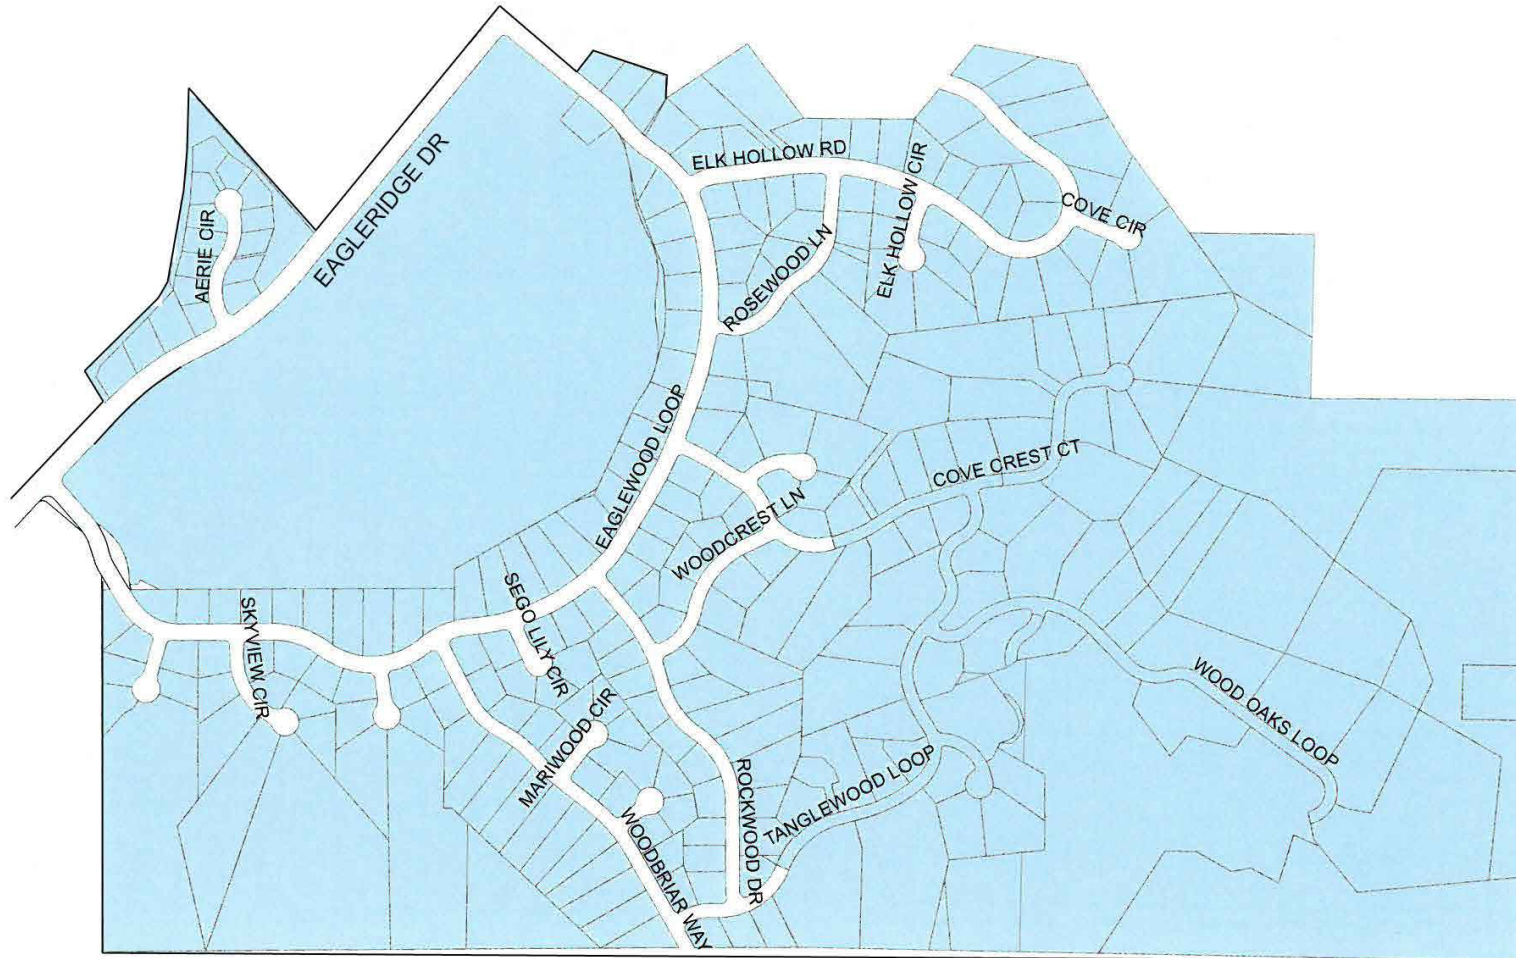 ELK HOLLOW RD
EAGLERIDGE DR
ELK HOLLOW CIR
COVE CIR
AERIE CIR
ROSEWOOD LN
EAGLEWOOD LOOP
COVE CREST CT
WOODCREST LN
SEGO LILY CIR
SKYVIEW CIR
WOOD OAKS LOOP
MARIWOOD CIR
ROCKWOOD DR
TANGLEWOOD LOOP
WOODBRIAR WAY